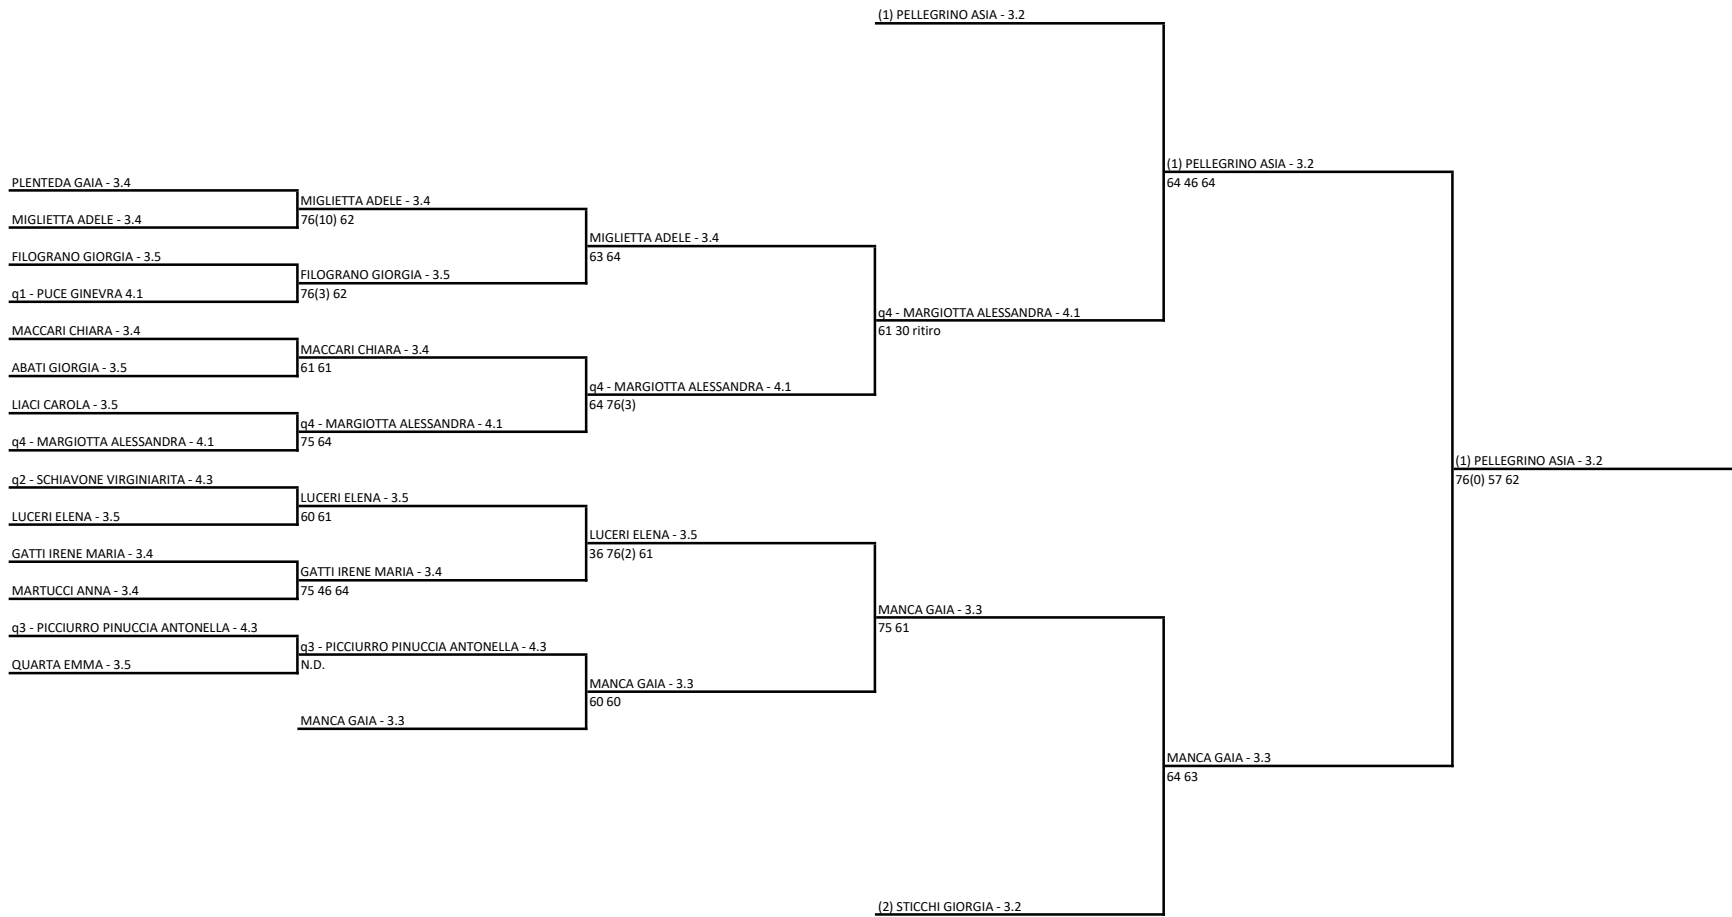 (1) PELLEGRINO ASIA - 3.2
(1) PELLEGRINO ASIA - 3.2
64 46 64
PLENTEDA GAIA - 3.4
MIGLIETTA ADELE - 3.4
76(10) 62
MIGLIETTA ADELE - 3.4
MIGLIETTA ADELE - 3.4
63 64
FILOGRANO GIORGIA - 3.5
FILOGRANO GIORGIA - 3.5
76(3) 62
q1 - PUCE GINEVRA 4.1
q4 - MARGIOTTA ALESSANDRA - 4.1
61 30 ritiro
MACCARI CHIARA - 3.4
MACCARI CHIARA - 3.4
61 61
ABATI GIORGIA - 3.5
q4 - MARGIOTTA ALESSANDRA - 4.1
64 76(3)
LIACI CAROLA - 3.5
q4 - MARGIOTTA ALESSANDRA - 4.1
75 64
q4 - MARGIOTTA ALESSANDRA - 4.1
(1) PELLEGRINO ASIA - 3.2
76(0) 57 62
q2 - SCHIAVONE VIRGINIARITA - 4.3
LUCERI ELENA - 3.5
60 61
LUCERI ELENA - 3.5
LUCERI ELENA - 3.5
36 76(2) 61
GATTI IRENE MARIA - 3.4
GATTI IRENE MARIA - 3.4
75 46 64
MARTUCCI ANNA - 3.4
MANCA GAIA - 3.3
75 61
q3 - PICCIURRO PINUCCIA ANTONELLA - 4.3
q3 - PICCIURRO PINUCCIA ANTONELLA - 4.3
N.D.
QUARTA EMMA - 3.5
MANCA GAIA - 3.3
60 60
MANCA GAIA - 3.3
MANCA GAIA - 3.3
64 63
(2) STICCHI GIORGIA - 3.2